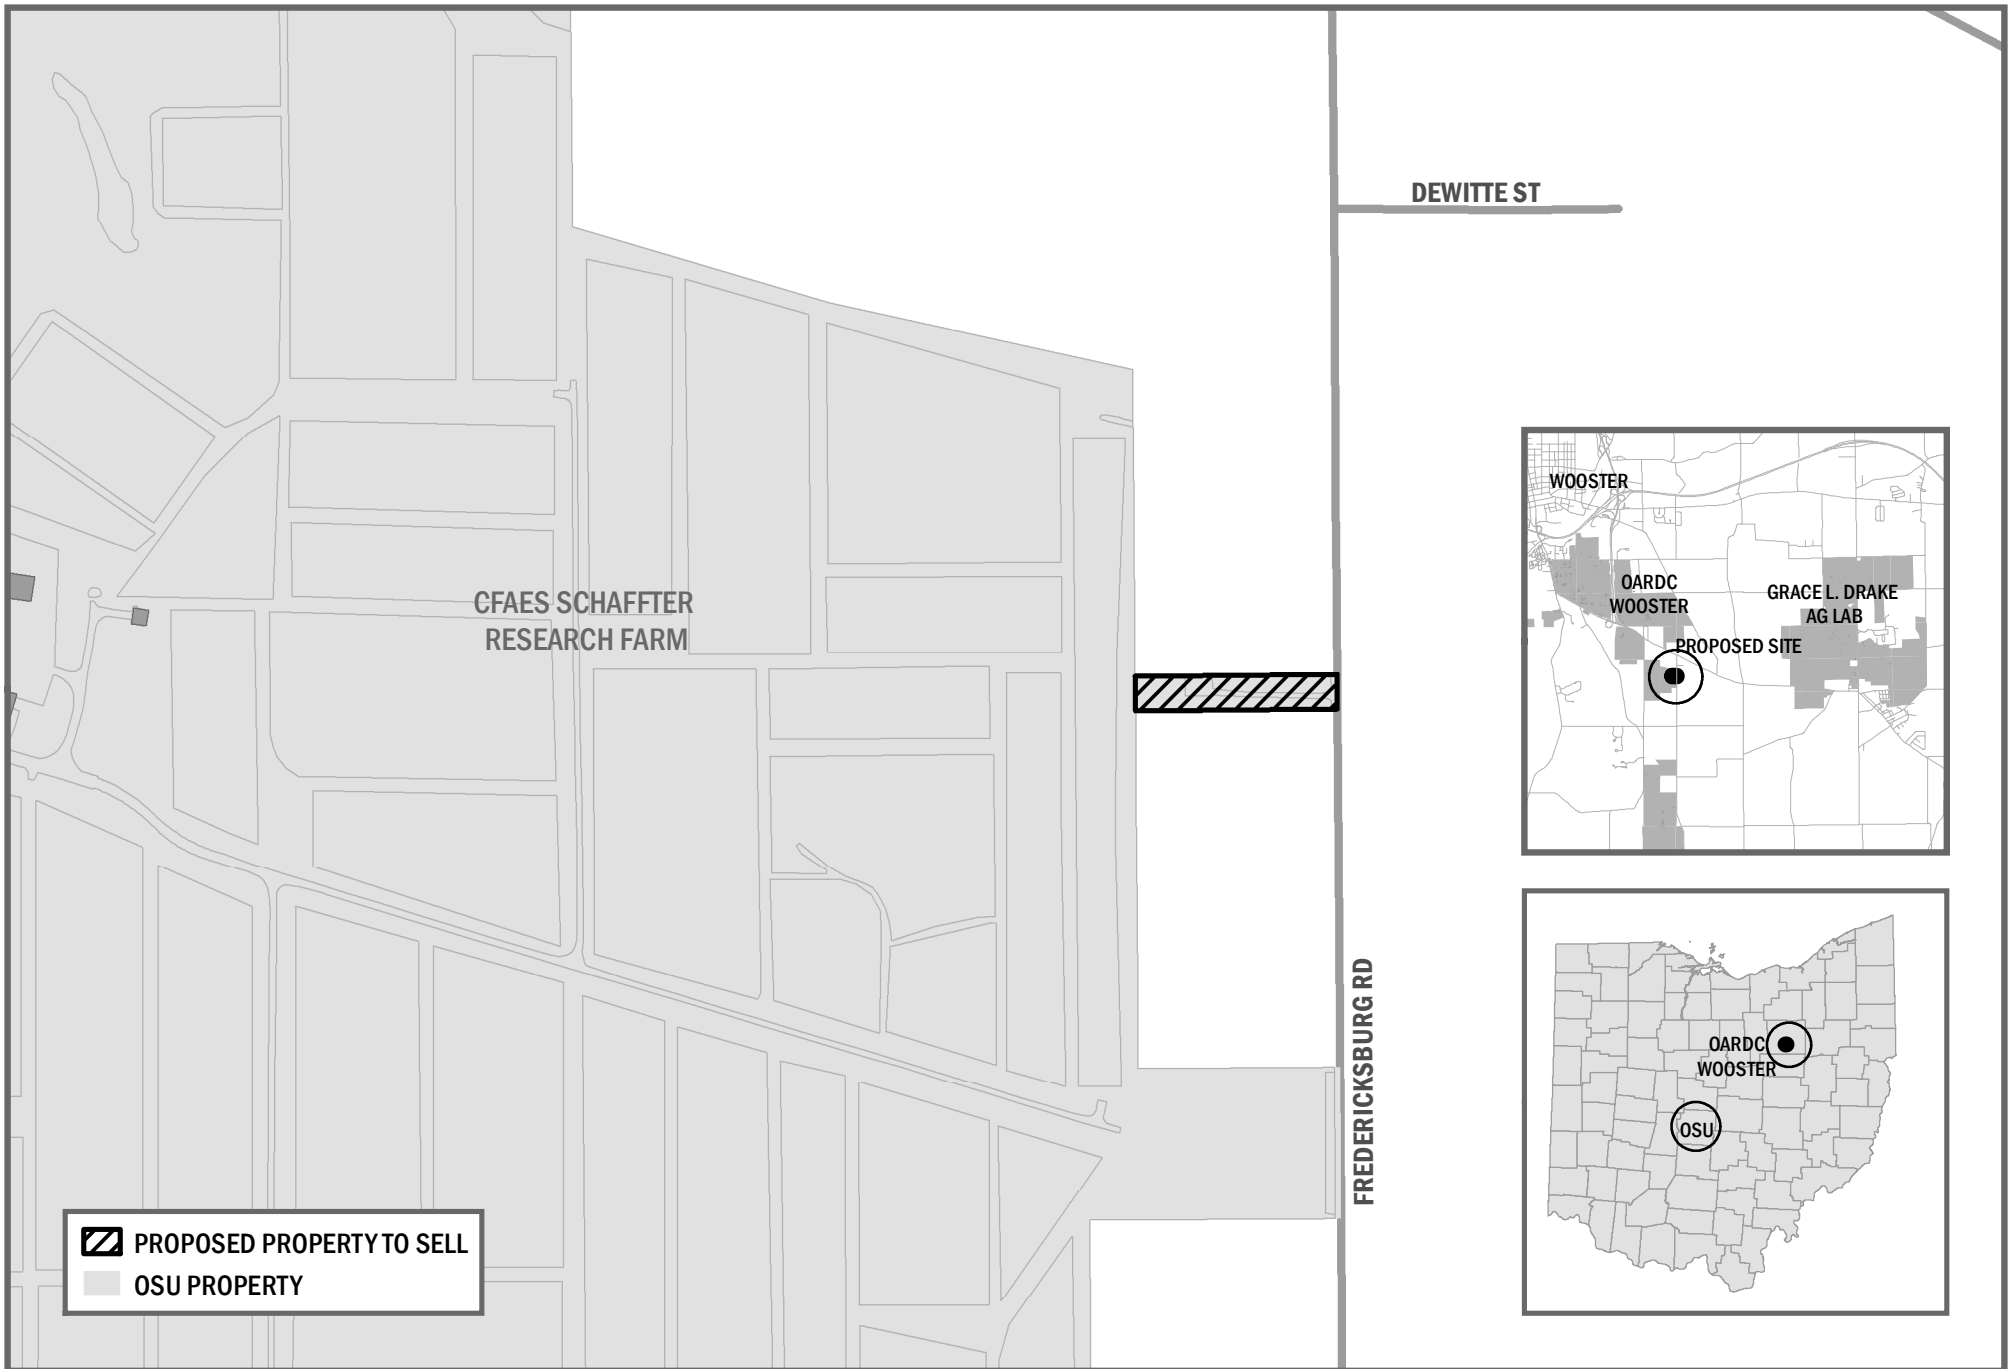 DEWITTE ST
CFAES SCHAFFTER
RESEARCH FARM
FREDERICKSBURG RD
PROPOSED PROPERTY TO SELL
OSU PROPERTY
WOOSTER
OARDC
WOOSTER
GRACE L. DRAKE
AG LAB
PROPOSED SITE
OARDC
WOOSTER
OSU